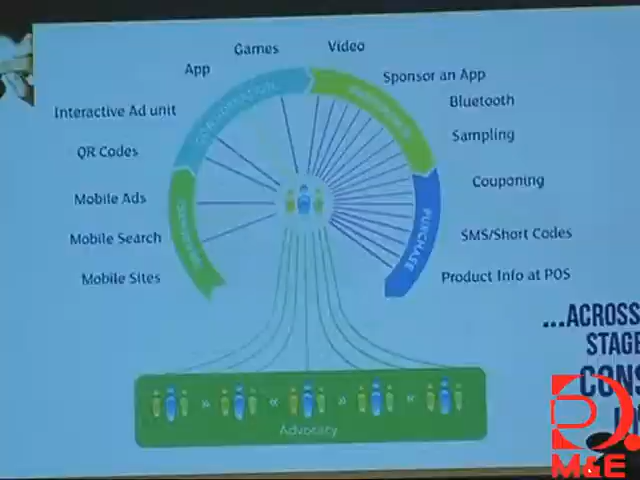 Games
Video
App
Sponsor an App
Interactive Ad unit
Bluetooth
QR Codes
Sampling
Mobile Ads
Couponing
Mobile Search
SMS/Short Codes
Mobile Sites
Product Info at POS
PURCHASE
...ACROSS
STAGE
CONS
Advocacy
M&E